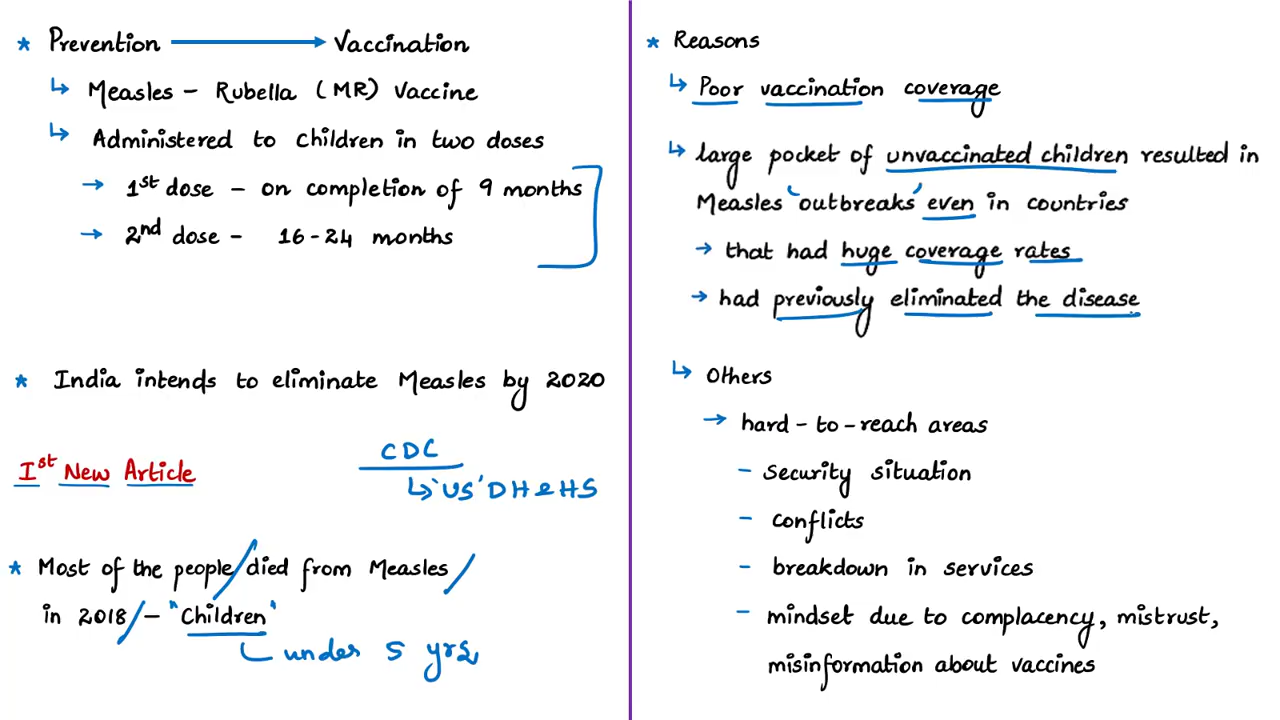 * Prevention → Vaccination
↳ Measles - Rubella (MR) Vaccine
↳ Administered to Children in two doses
→ 1st dose - on completion of 9 months
→ 2nd dose - 16-24 months
* India intends to eliminate Measles by 2020
CDC
Ist New Article
↳ 'US' DH & HS
* Most of the people/died from Measles/
in 2018/- "Children"
under 5 yrs
* Reasons
↳ Poor vaccination coverage
↳ large pocket of unvaccinated children resulted in
Measles 'outbreaks' even in countries
→ that had huge coverage rates
→ had previously eliminated the disease
↳ Others
→ hard-to-reach areas
- Security situation
- conflicts
- breakdown in services
- mindset due to complacency, mistrust,
misinformation about vaccines